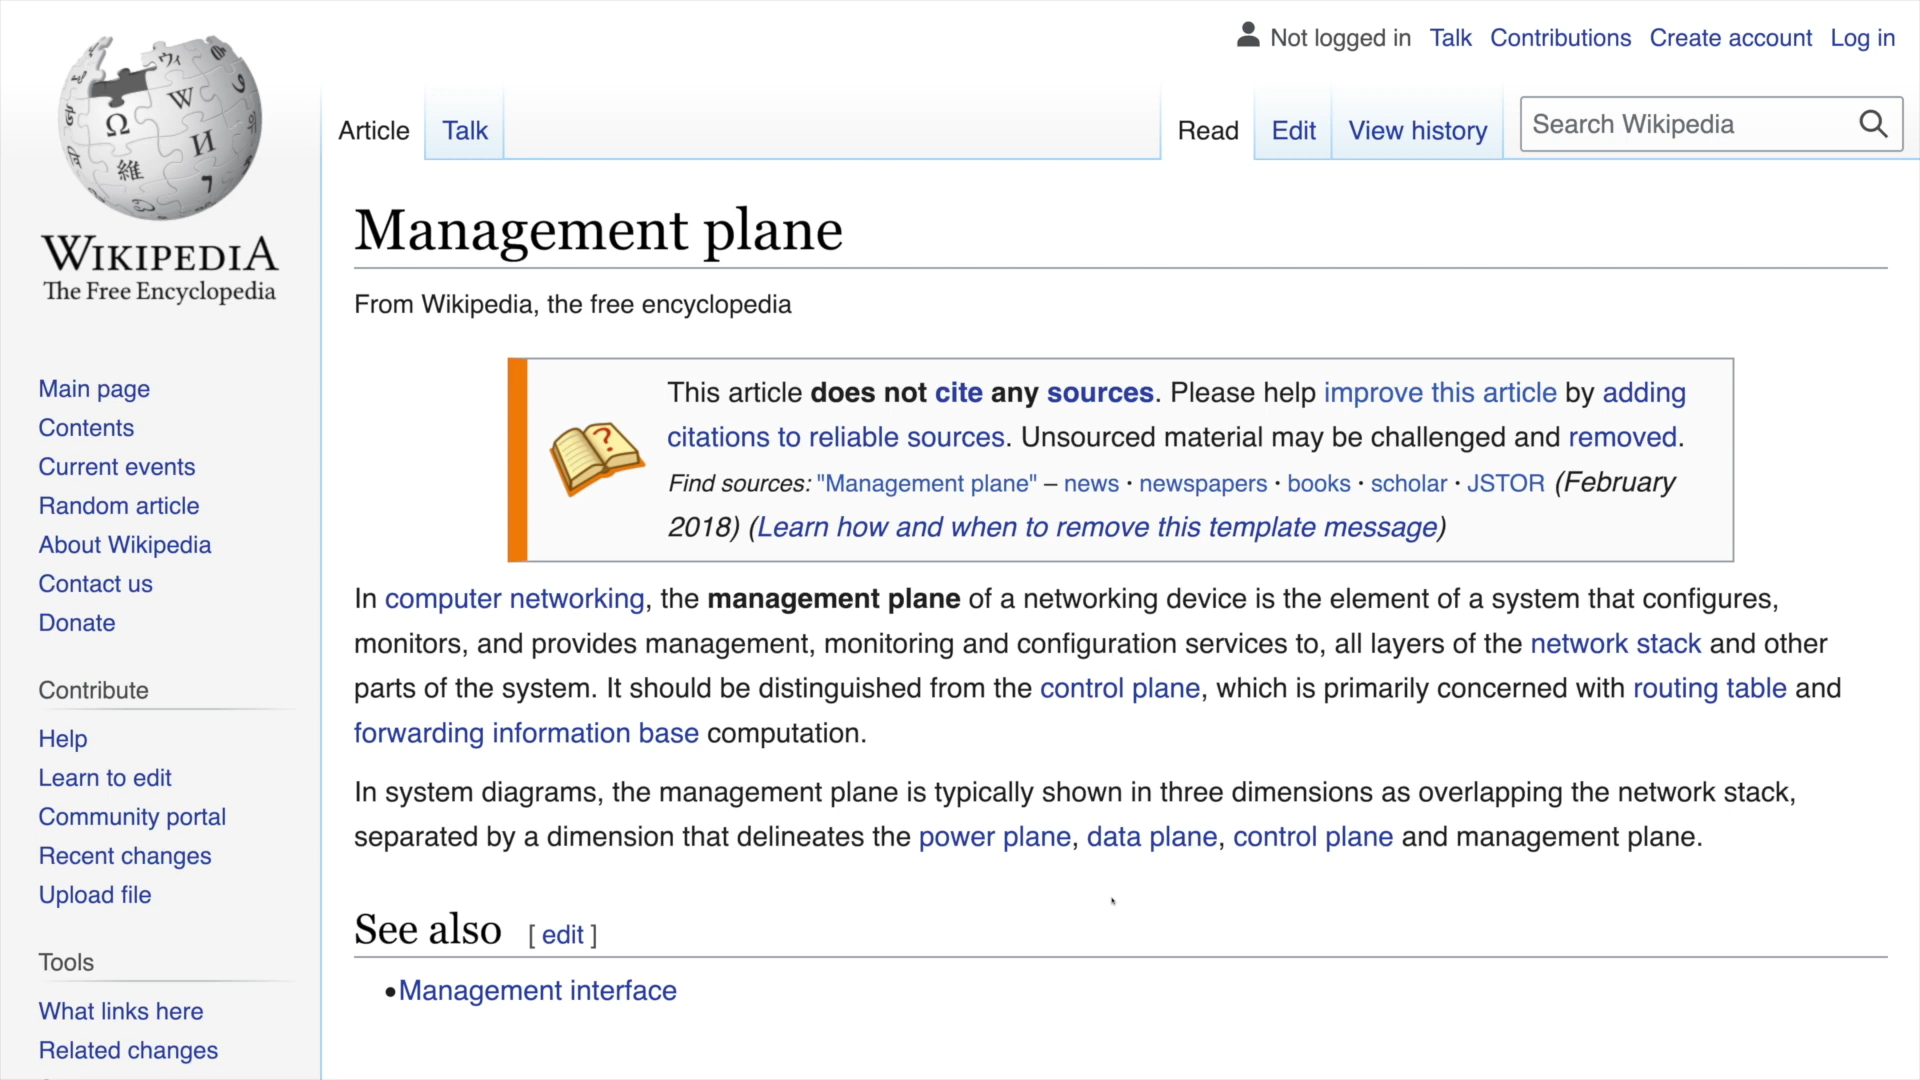 Not logged in Talk Contributions Create account Log in
Article Talk Read Edit View history Search Wikipedia
WIKIPEDIA
The Free Encyclopedia
Main page
Contents
Current events
Random article
About Wikipedia
Contact us
Donate
Contribute
Help
Learn to edit
Community portal
Recent changes
Upload file
Tools
What links here
Related changes
Management plane
From Wikipedia, the free encyclopedia
This article does not cite any sources. Please help improve this article by adding
citations to reliable sources. Unsourced material may be challenged and removed.
Find sources: "Management plane" – news · newspapers · books · scholar · JSTOR (February
2018) (Learn how and when to remove this template message)
In computer networking, the management plane of a networking device is the element of a system that configures,
monitors, and provides management, monitoring and configuration services to, all layers of the network stack and other
parts of the system. It should be distinguished from the control plane, which is primarily concerned with routing table and
forwarding information base computation.
In system diagrams, the management plane is typically shown in three dimensions as overlapping the network stack,
separated by a dimension that delineates the power plane, data plane, control plane and management plane.
See also [ edit ]
•Management interface